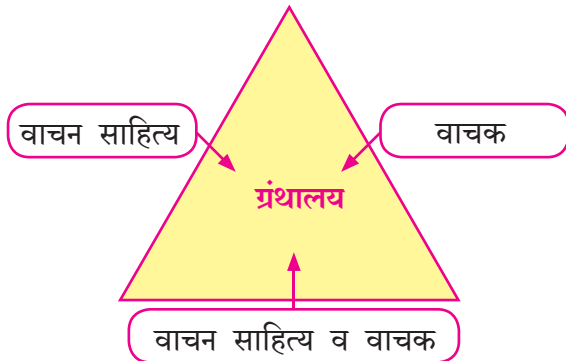 वाचन साहित्य
वाचक
ग्रंथालय
वाचन साहित्य व वाचक